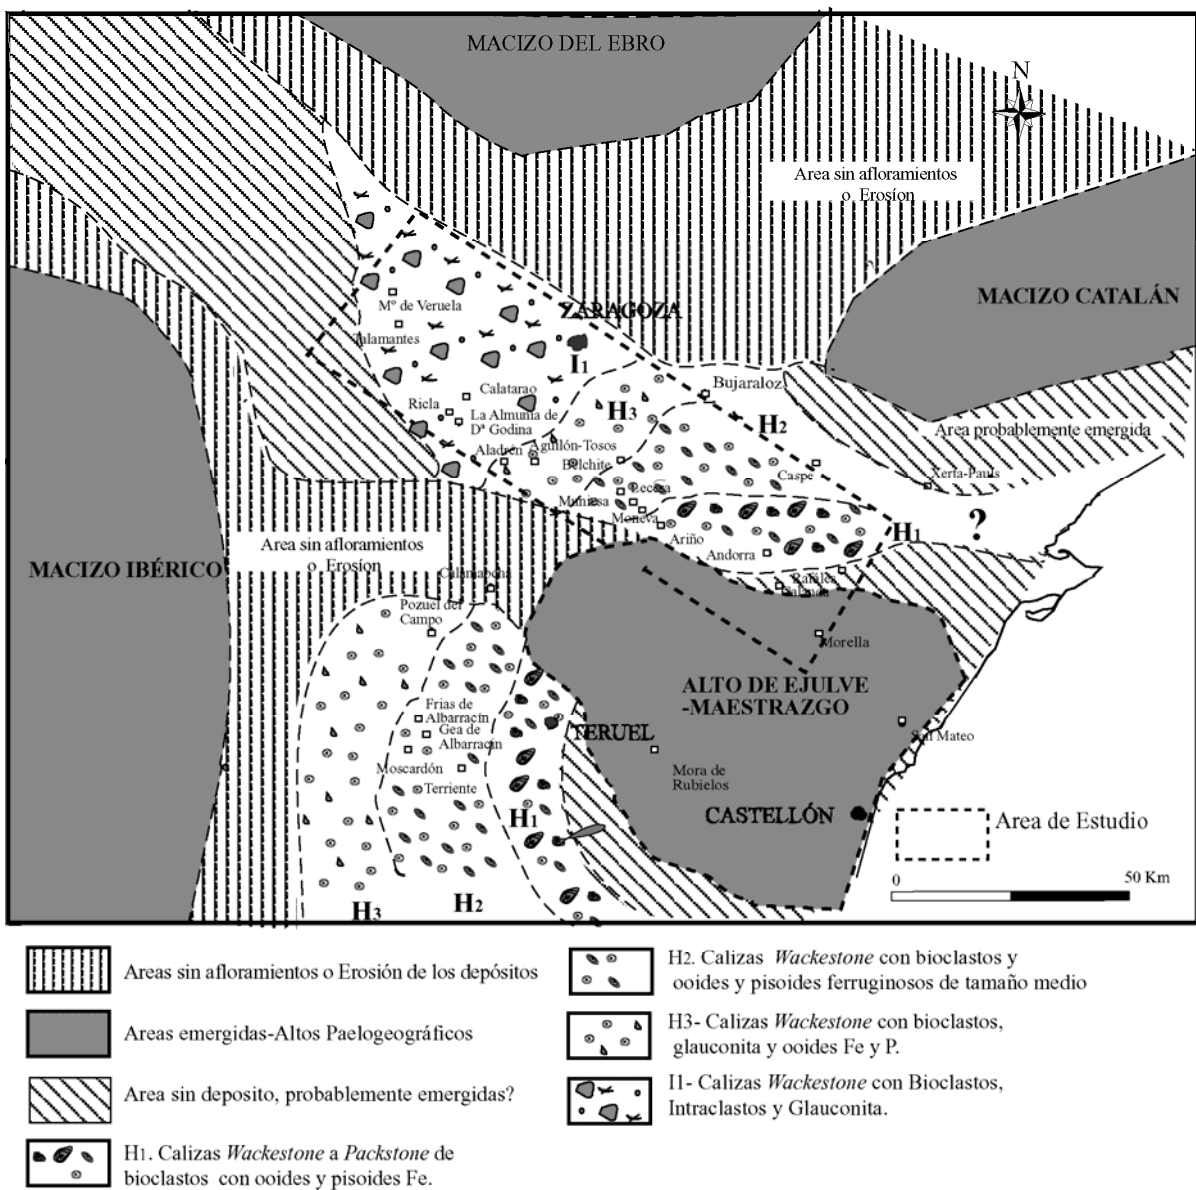 MACIZO DEL EBRO
N
Area sin afloramientos
o Erosíon
MACIZO CATALÁN
Mº de Veruela
ZARAGOZA
Talamantes
I1
Calatarao
Bujaraloz
Ricla
H3
La Almunia de
Dª Godina
H2
Area probablemente emergida
Aladrén
Aguilón-Tosos
Belchite
Caspe
Xerta-Pauls
Lecera
Muniesa
Moneva
Ariño
H1
?
Area sin afloramientos
o Erosíon
Andorra
MACIZO IBÉRICO
Calamaocha
Rafales
Calanda
Pozuel del
Campo
Morella
ALTO DE EJULVE
-MAESTRAZGO
Frias de
Albarracín
Gea de
Albarracín
TERUEL
San Mateo
Moscardón
Mora de
Rubielos
Terriente
H1
CASTELLÓN
Area de Estudio
0
50 Km
H3
H2
Areas sin afloramientos o Erosión de los depósitos
Areas emergidas-Altos Paelogeográficos
Area sin deposito, probablemente emergidas?
H1. Calizas Wackestone a Packstone de
bioclastos con ooides y pisoides Fe.
H2. Calizas Wackestone con bioclastos y
ooides y pisoides ferruginosos de tamaño medio
H3- Calizas Wackestone con bioclastos,
glauconita y ooides Fe y P.
I1- Calizas Wackestone con Bioclastos,
Intraclastos y Glauconita.